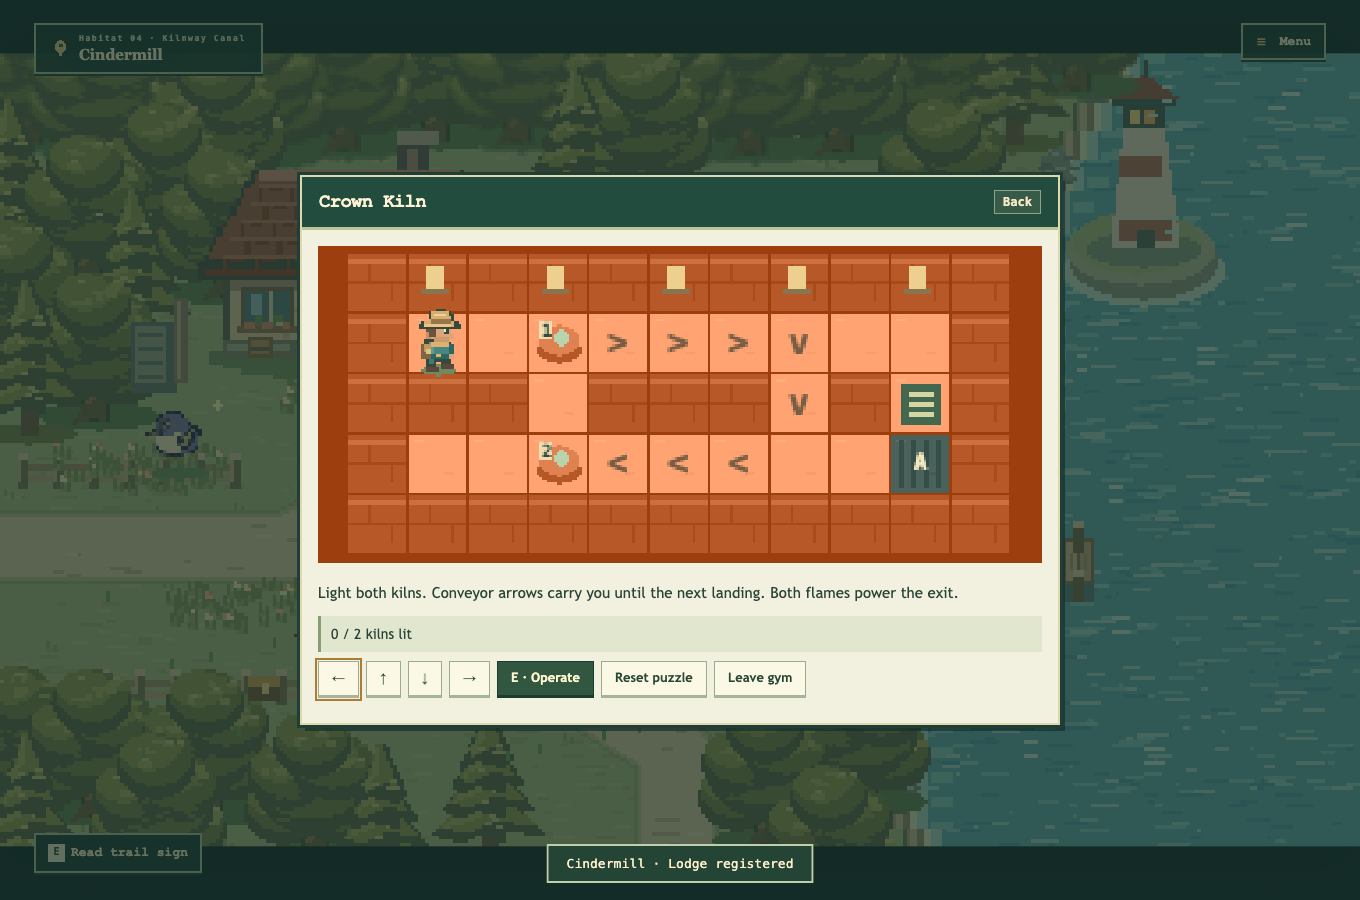 Habitat 04 · Kilnway Canal
Cindermill
≡ Menu
Crown Kiln
Back
1 > > > V
V
2 < < < A
Light both kilns. Conveyor arrows carry you until the next landing. Both flames power the exit.
0 / 2 kilns lit
← ↑ ↓ → E · Operate Reset puzzle Leave gym
E Read trail sign
Cindermill · Lodge registered